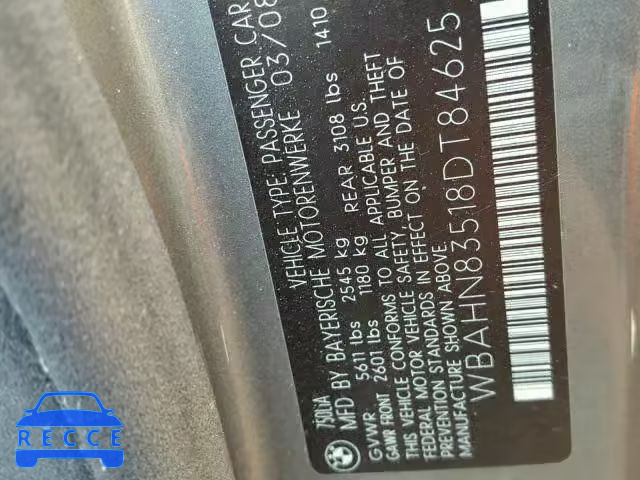 750LiA VEHICLE TYPE: PASSENGER CAR
MFD BY BAYERISCHE MOTORENWERKE 03/08
GVWR 5611 lbs 2545 kg REAR 3108 lbs 1410
GAWR FRONT 2601 lbs 1180 kg
THIS VEHICLE CONFORMS TO ALL APPLICABLE U.S.
FEDERAL MOTOR VEHICLE SAFETY, BUMPER AND THEFT
PREVENTION STANDARDS IN EFFECT ON THE DATE OF
MANUFACTURE SHOWN ABOVE.
WBAHN83518DT84625
RECCE